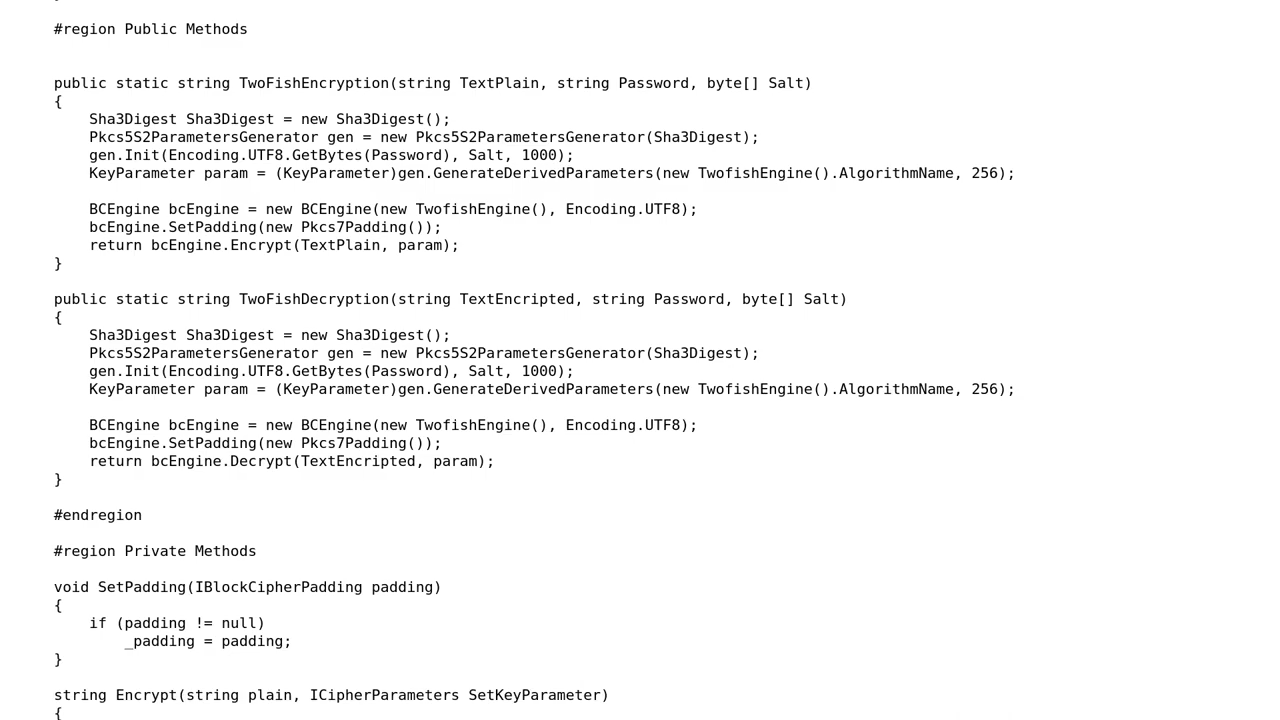 #region Public Methods
public static string TwoFishEncryption(string TextPlain, string Password, byte[] Salt)
{
Sha3Digest Sha3Digest = new Sha3Digest();
Pkcs5S2ParametersGenerator gen = new Pkcs5S2ParametersGenerator(Sha3Digest);
gen.Init(Encoding.UTF8.GetBytes(Password), Salt, 1000);
KeyParameter param = (KeyParameter)gen.GenerateDerivedParameters(new TwofishEngine().AlgorithmName, 256);
BCEngine bcEngine = new BCEngine(new TwofishEngine(), Encoding.UTF8);
bcEngine.SetPadding(new Pkcs7Padding());
return bcEngine.Encrypt(TextPlain, param);
}
public static string TwoFishDecryption(string TextEncripted, string Password, byte[] Salt)
{
Sha3Digest Sha3Digest = new Sha3Digest();
Pkcs5S2ParametersGenerator gen = new Pkcs5S2ParametersGenerator(Sha3Digest);
gen.Init(Encoding.UTF8.GetBytes(Password), Salt, 1000);
KeyParameter param = (KeyParameter)gen.GenerateDerivedParameters(new TwofishEngine().AlgorithmName, 256);
BCEngine bcEngine = new BCEngine(new TwofishEngine(), Encoding.UTF8);
bcEngine.SetPadding(new Pkcs7Padding());
return bcEngine.Decrypt(TextEncripted, param);
}
#endregion
#region Private Methods
void SetPadding(IBlockCipherPadding padding)
{
if (padding != null)
_padding = padding;
}
string Encrypt(string plain, ICipherParameters SetKeyParameter)
{